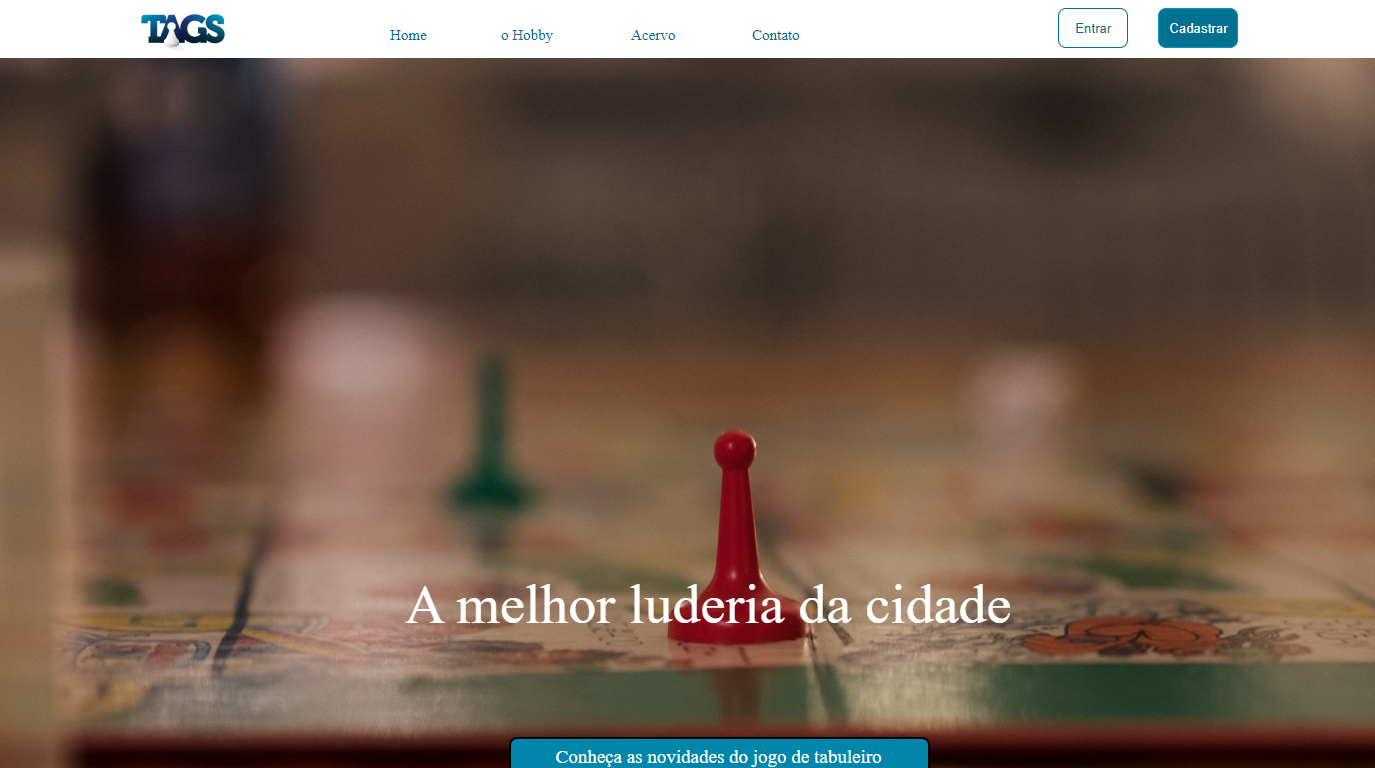 TAGS
Home
o Hobby
Acervo
Contato
Entrar
Cadastrar
A melhor luderia da cidade
Conheça as novidades do jogo de tabuleiro